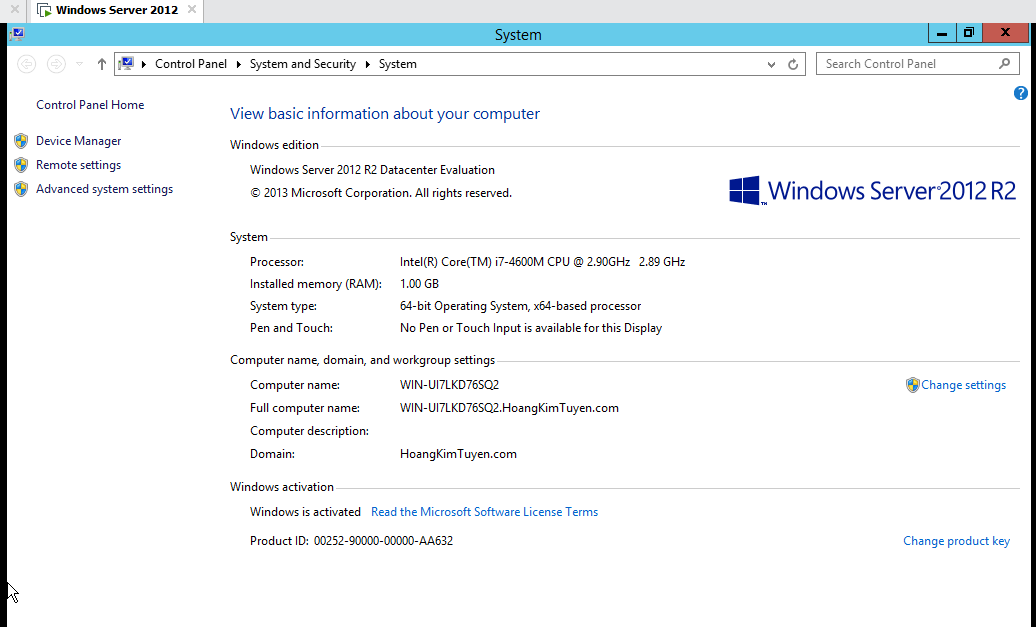 Windows Server 2012
System
Control Panel System and Security System
Search Control Panel
Control Panel Home
Device Manager
Remote settings
Advanced system settings
View basic information about your computer
Windows edition
Windows Server 2012 R2 Datacenter Evaluation
© 2013 Microsoft Corporation. All rights reserved.
Windows Server 2012 R2
System
Processor: Intel(R) Core(TM) i7-4600M CPU @ 2.90GHz 2.89 GHz
Installed memory (RAM): 1.00 GB
System type: 64-bit Operating System, x64-based processor
Pen and Touch: No Pen or Touch Input is available for this Display
Computer name, domain, and workgroup settings
Computer name: WIN-UI7LKD76SQ2 Change settings
Full computer name: WIN-UI7LKD76SQ2.HoangKimTuyen.com
Computer description:
Domain: HoangKimTuyen.com
Windows activation
Windows is activated Read the Microsoft Software License Terms
Product ID: 00252-90000-00000-AA632 Change product key